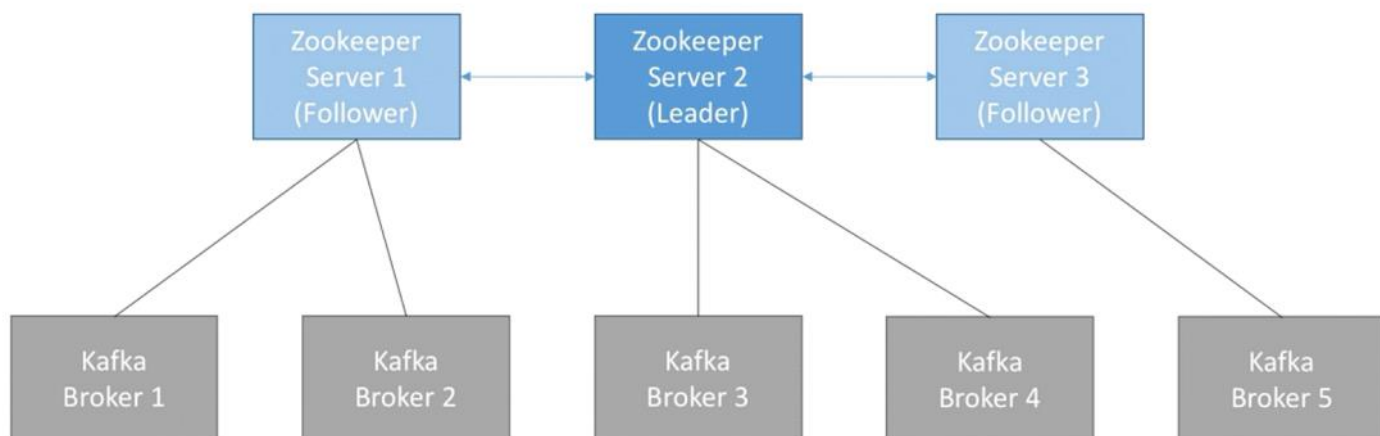 Zookeeper
Server 1
(Follower)
Zookeeper
Server 2
(Leader)
Zookeeper
Server 3
(Follower)
Kafka
Broker 1
Kafka
Broker 2
Kafka
Broker 3
Kafka
Broker 4
Kafka
Broker 5